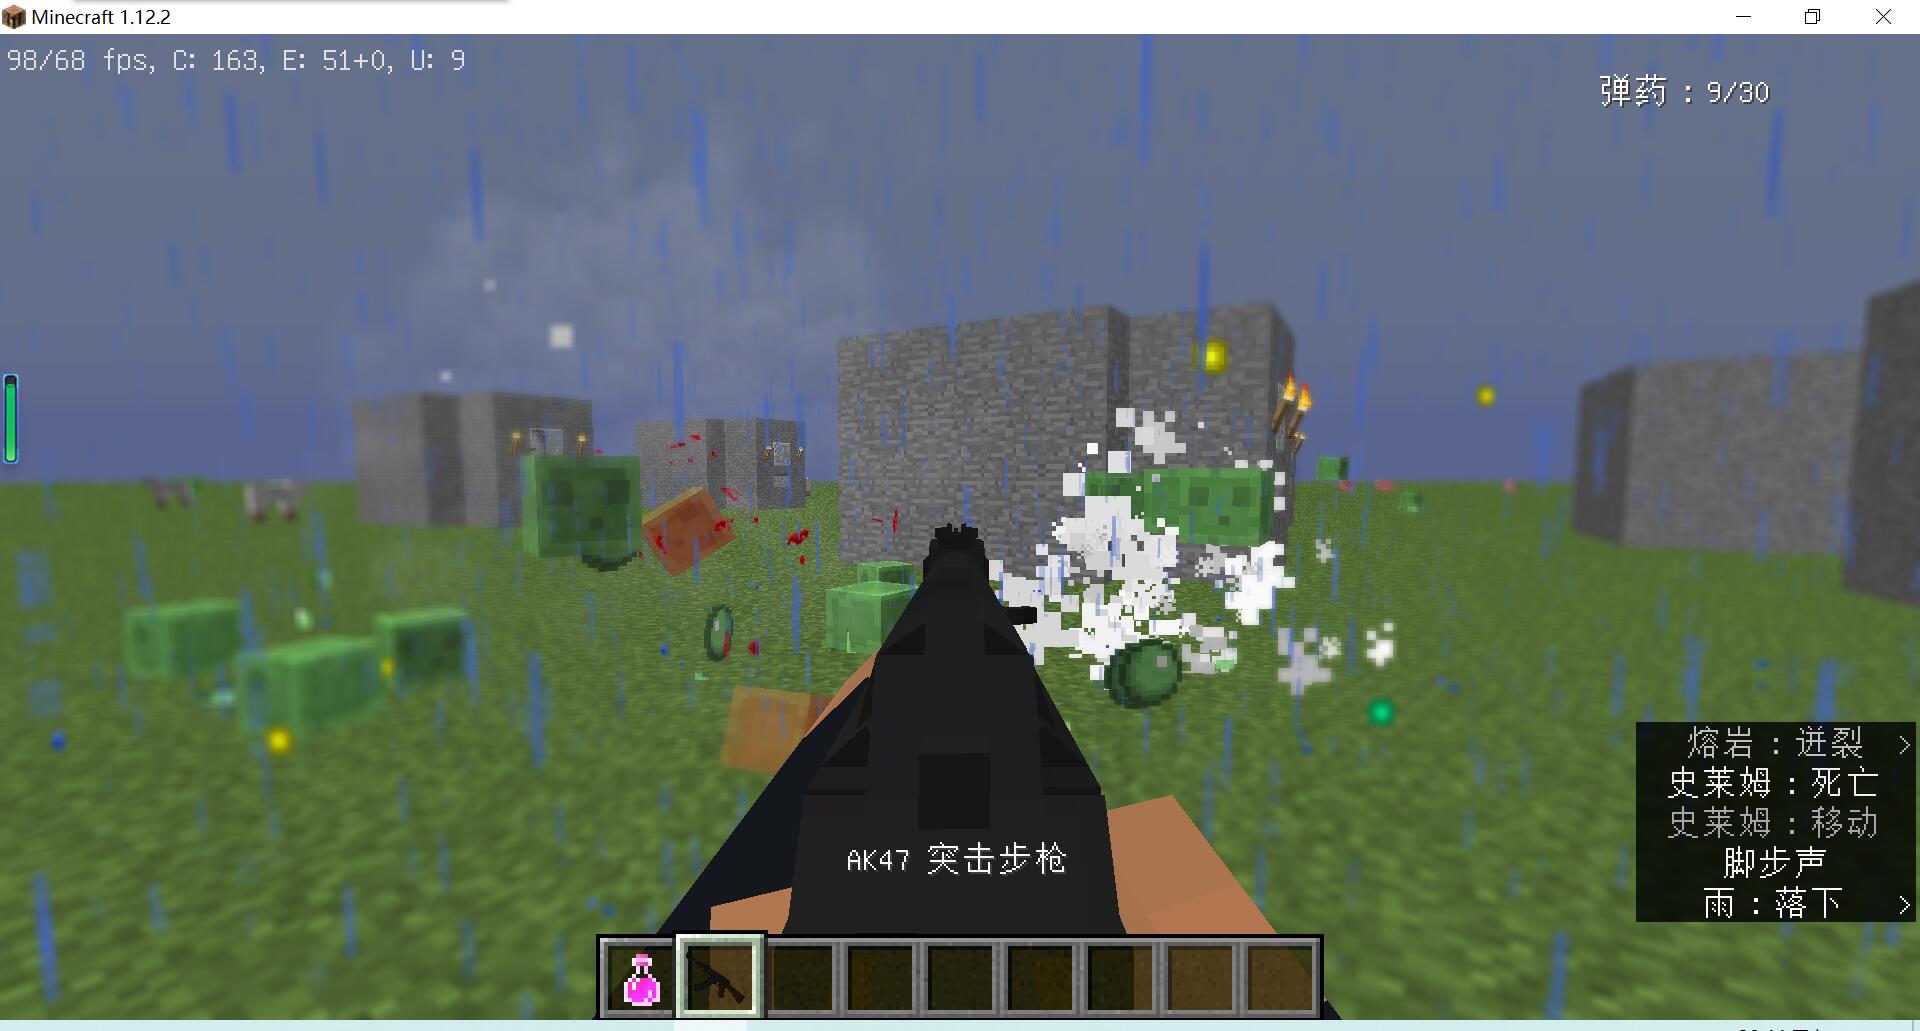 Minecraft 1.12.2
98/68 fps, C: 163, E: 51+0, U: 9
弹药 : 9/30
熔岩 : 迸裂 >
史莱姆 : 死亡
史莱姆 : 移动
脚步声
雨 : 落下 >
AK47 突击步枪